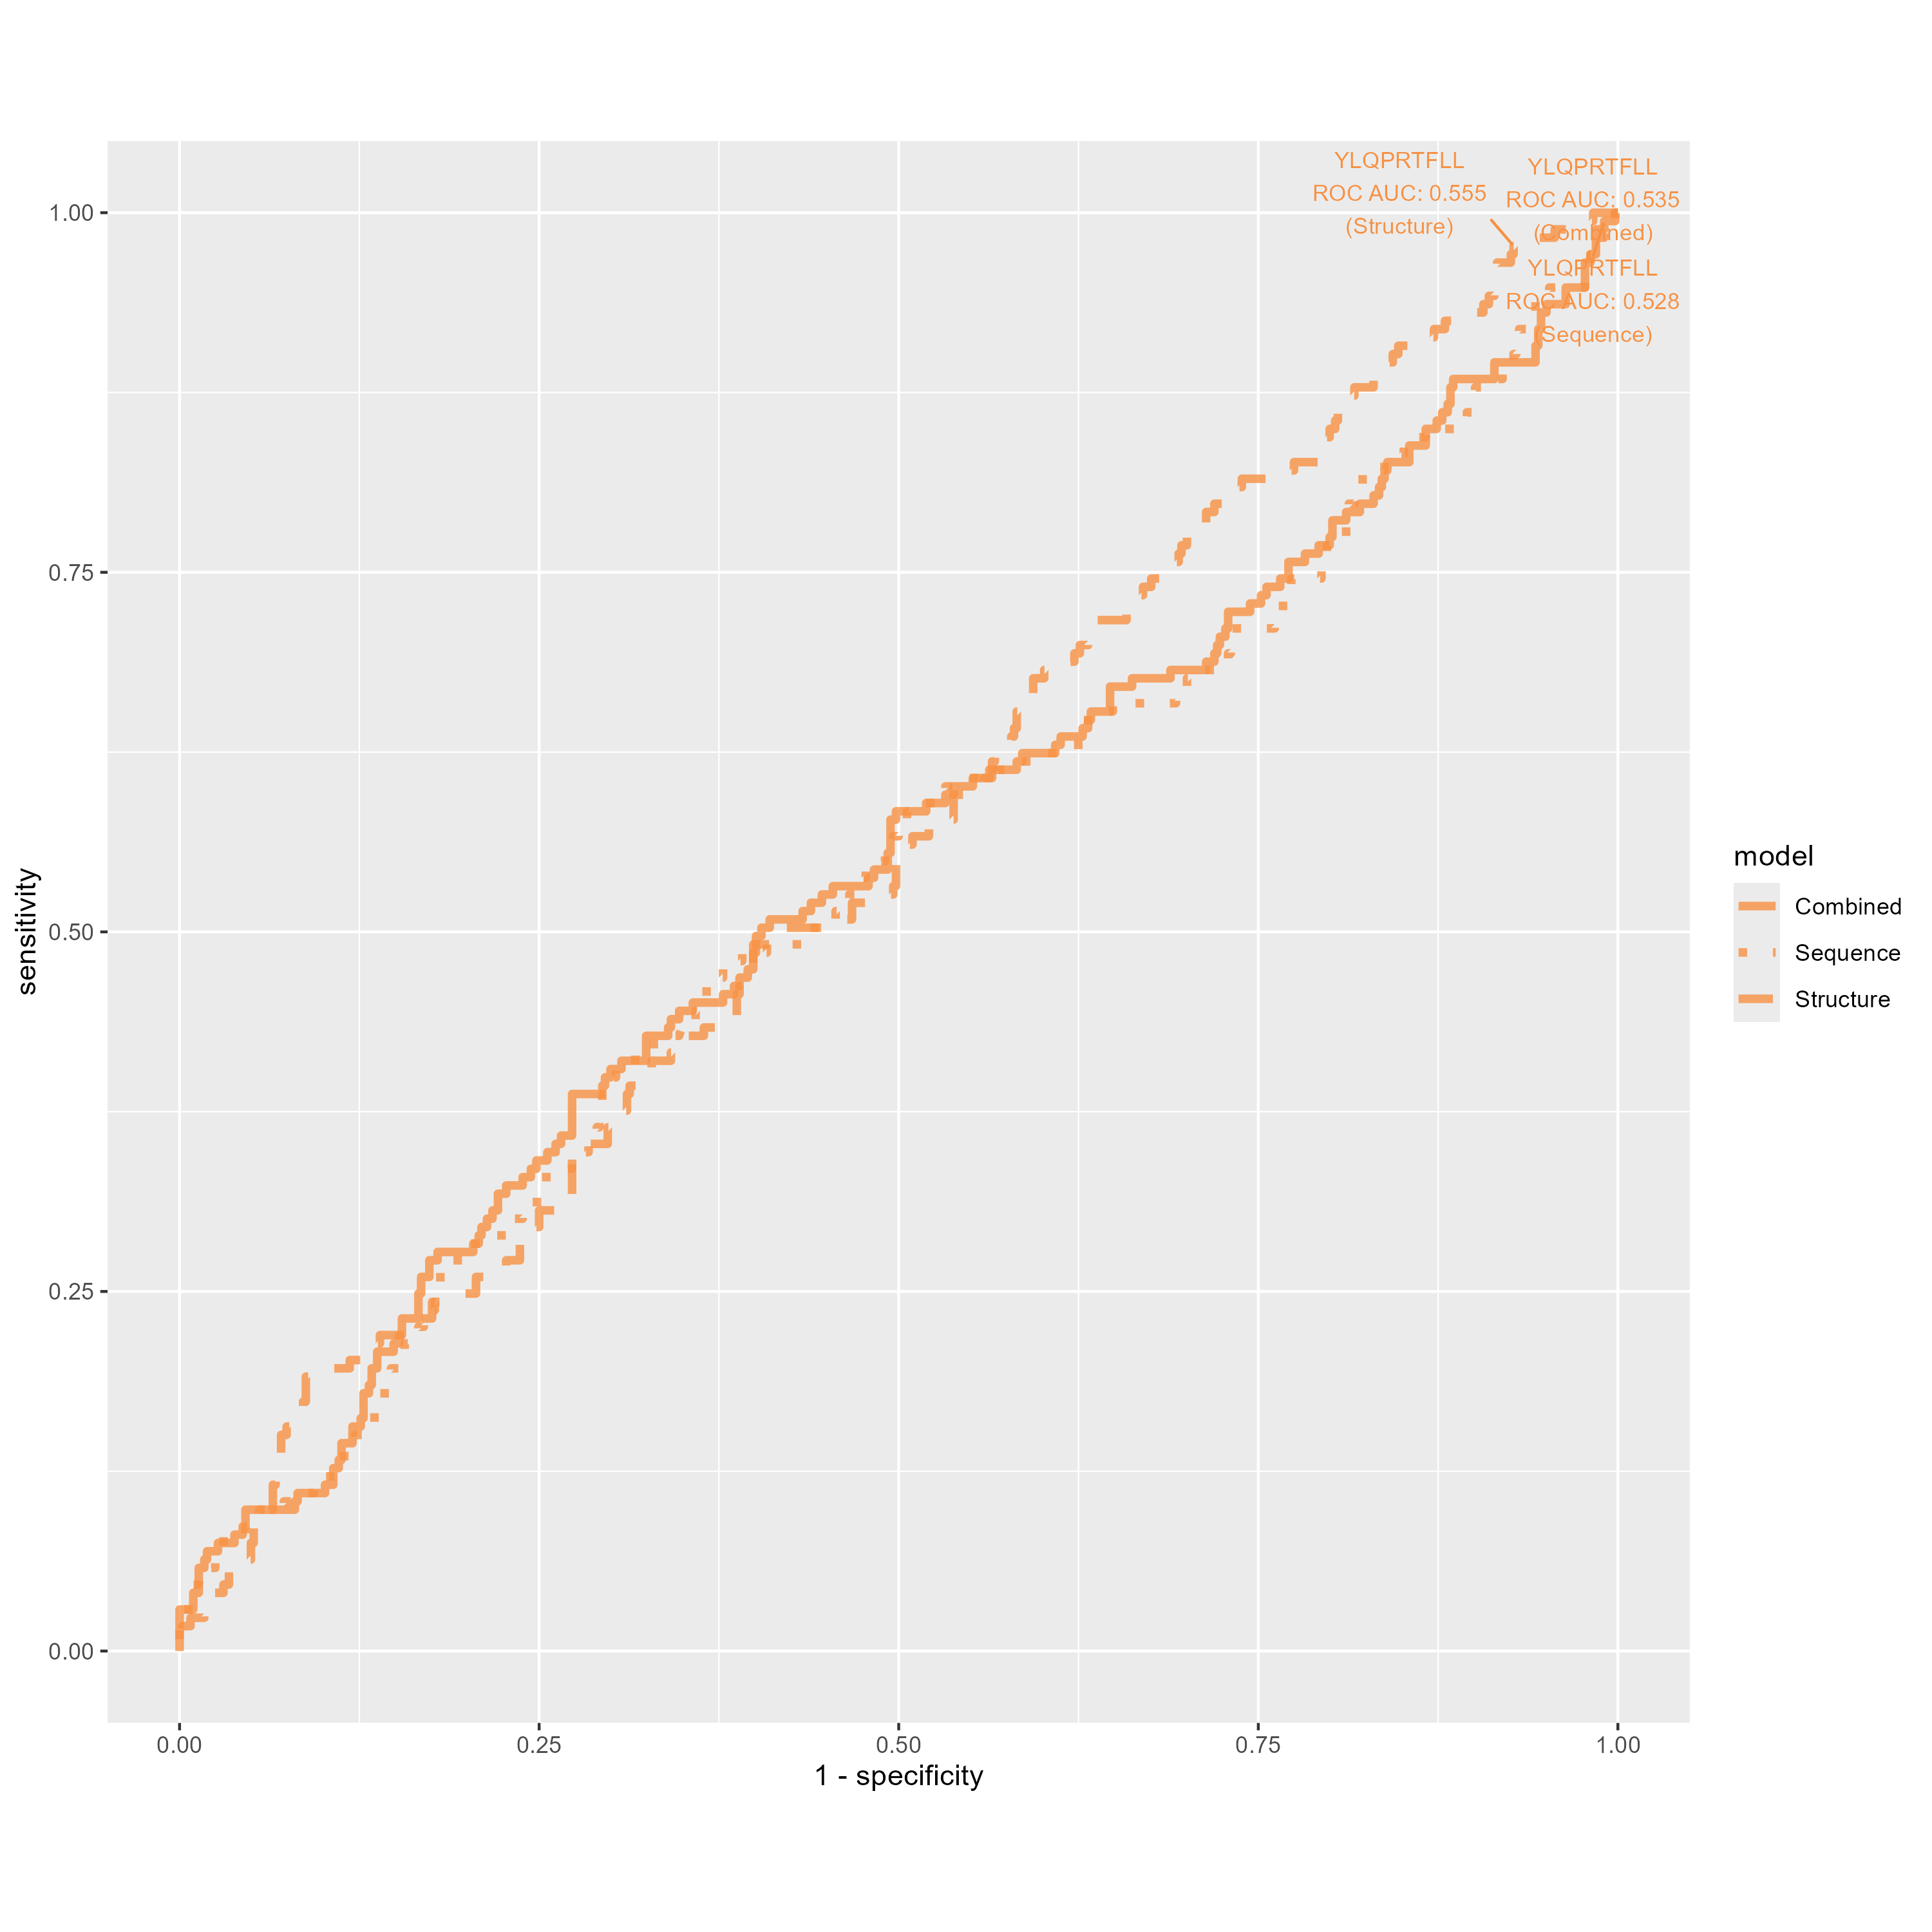 YLQPRTFLL
ROC AUC: 0.555
(Structure)
YLQPRTFLL
ROC AUC: 0.535
(Combined)
YLQPRTFLL
ROC AUC: 0.528
(Sequence)
1.00
0.75
0.50
0.25
0.00
sensitivity
0.00
0.25
0.50
0.75
1.00
1 - specificity
model
Combined
Sequence
Structure